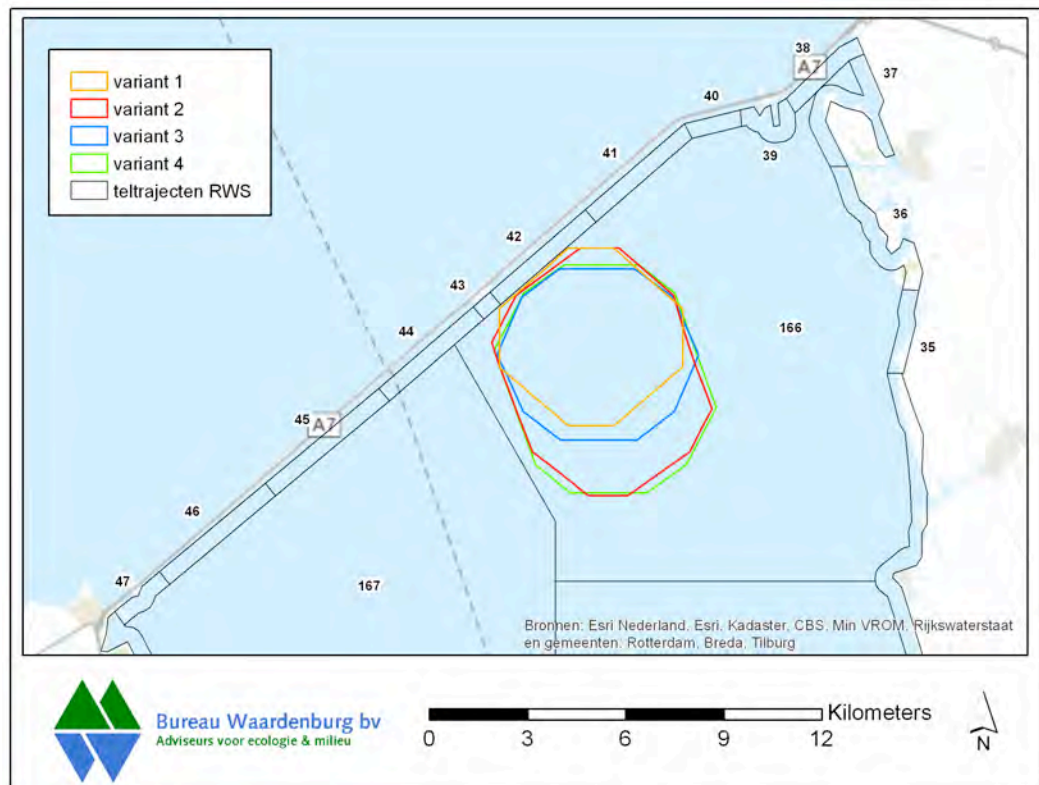 variant 1
variant 2
variant 3
variant 4
teltrajecten RWS
38
A7
37
40
41
39
42
36
43
166
44
35
45
A7
46
47
167
Bronnen: Esri Nederland, Esri, Kadaster, CBS, Min VROM, Rijkswaterstaat
en gemeenten: Rotterdam, Breda, Tilburg
Bureau Waardenburg bv
Adviseurs voor ecologie & milieu
Kilometers
0 3 6 9 12
N